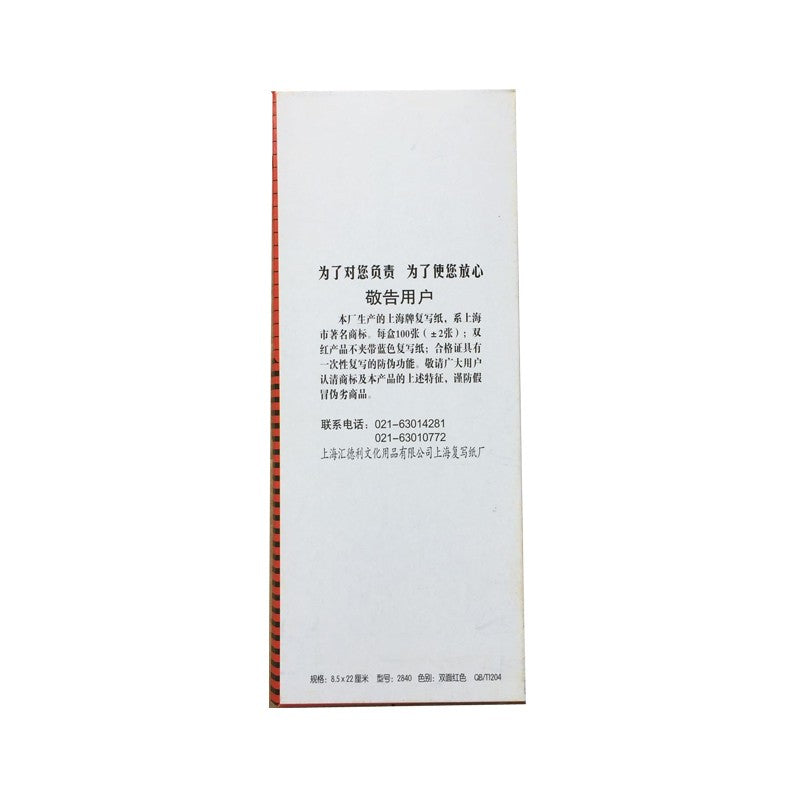 为了对您负责 为了使您放心
敬告用户
本厂生产的上海牌复写纸，系上海
市著名商标。每盒100张（±2张）；双
红产品不夹带蓝色复写纸；合格证具有
一次性复写的防伪功能。敬请广大用户
认清商标及本产品的上述特征，谨防假
冒伪劣商品。
联系电话：021-63014281
021-63010772
上海汇德利文化用品有限公司上海复写纸厂
规格：8.5×22厘米 型号：2840 色别：双面红色 QB/T1204